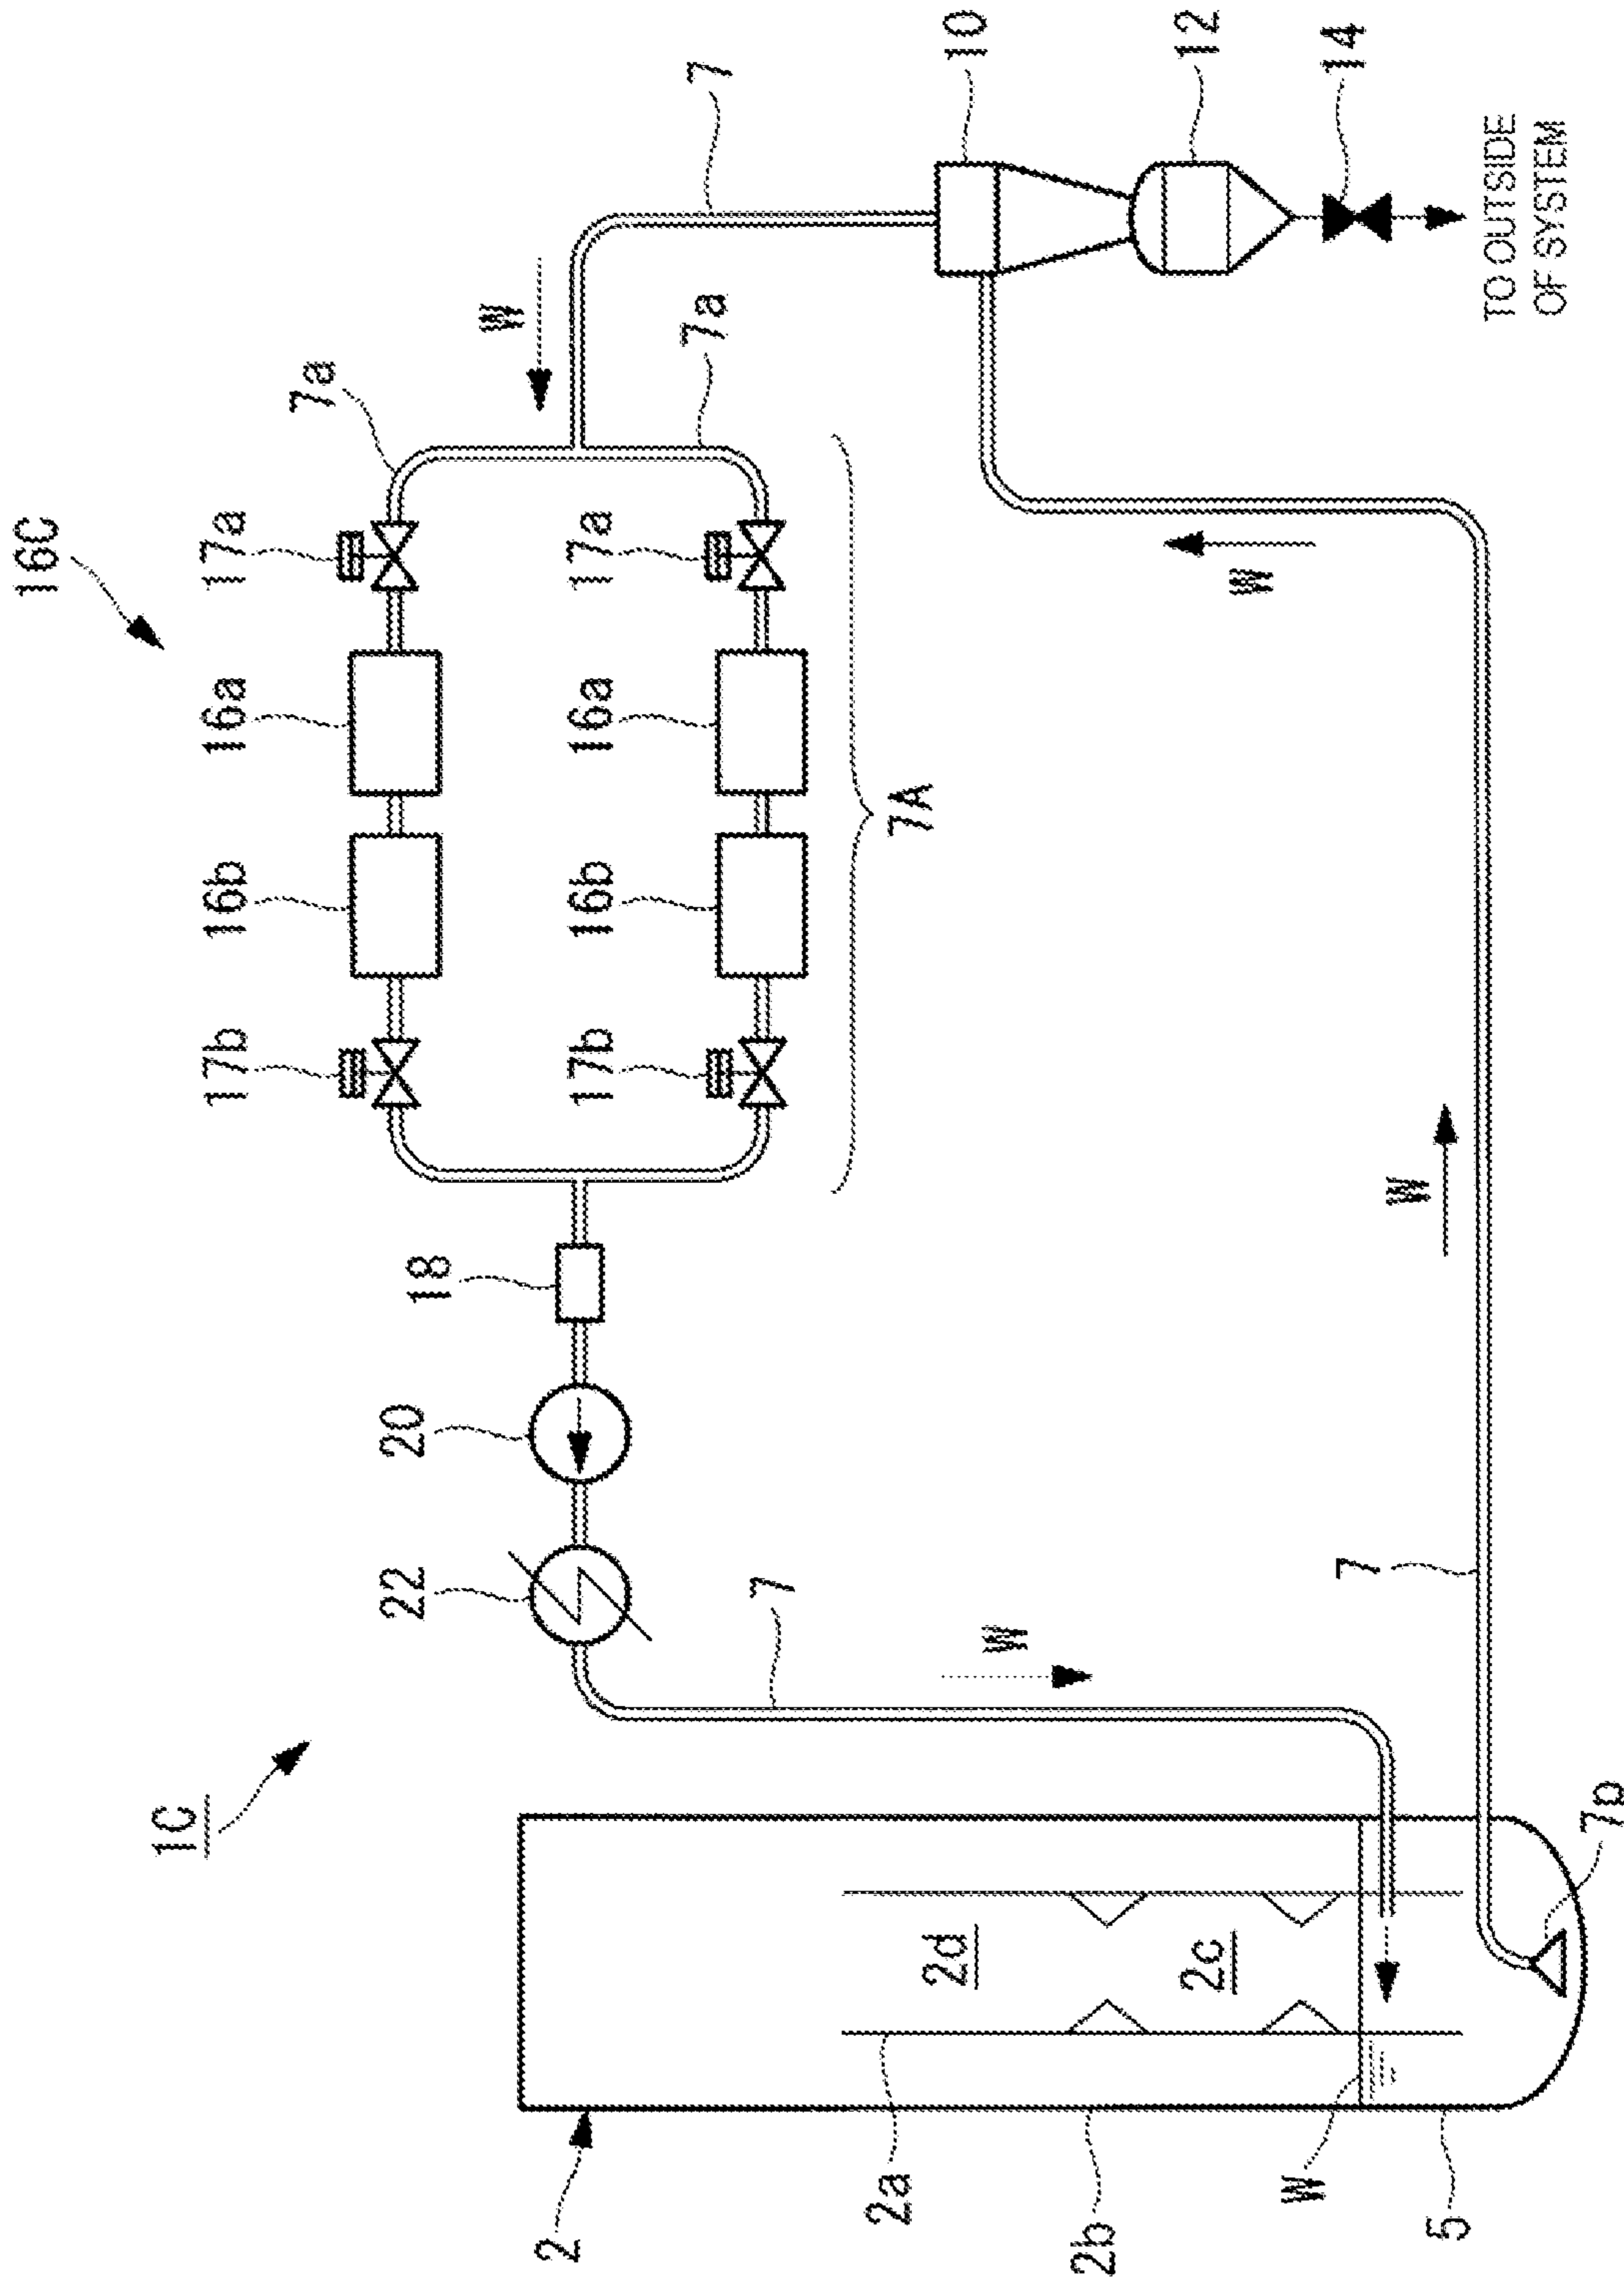 16C
1C
17b 16b 16a 17a
7a
22 20 18
W
2
17b 16b 16a 17a
7a 7
7
2a
7A
2d
10
W
2b
12
2c
W
W
14
7
W
5
TO OUTSIDE
OF SYSTEM
7p